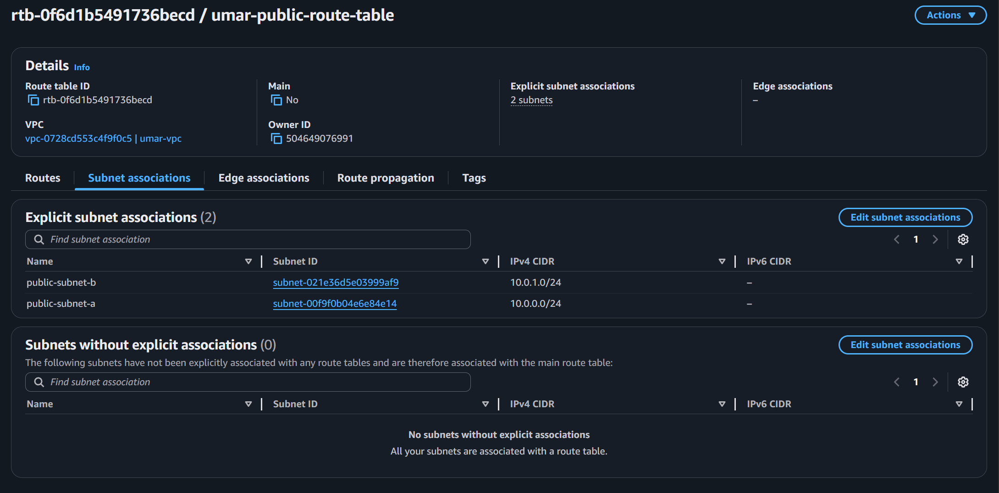 rtb-0f6d1b5491736becd / umar-public-route-table
Actions
Details Info
Route table ID
rtb-0f6d1b5491736becd
Main
No
Explicit subnet associations
2 subnets
Edge associations
–
VPC
vpc-0728cd553c4f9f0c5 | umar-vpc
Owner ID
504649076991
Routes
Subnet associations
Edge associations
Route propagation
Tags
Explicit subnet associations (2)
Edit subnet associations
Find subnet association
1
Name Subnet ID IPv4 CIDR IPv6 CIDR
public-subnet-b subnet-021e36d5e03999af9 10.0.1.0/24 –
public-subnet-a subnet-00f9f0b04e6e84e14 10.0.0.0/24 –
Subnets without explicit associations (0)
Edit subnet associations
The following subnets have not been explicitly associated with any route tables and are therefore associated with the main route table:
Find subnet association
1
Name Subnet ID IPv4 CIDR IPv6 CIDR
No subnets without explicit associations
All your subnets are associated with a route table.